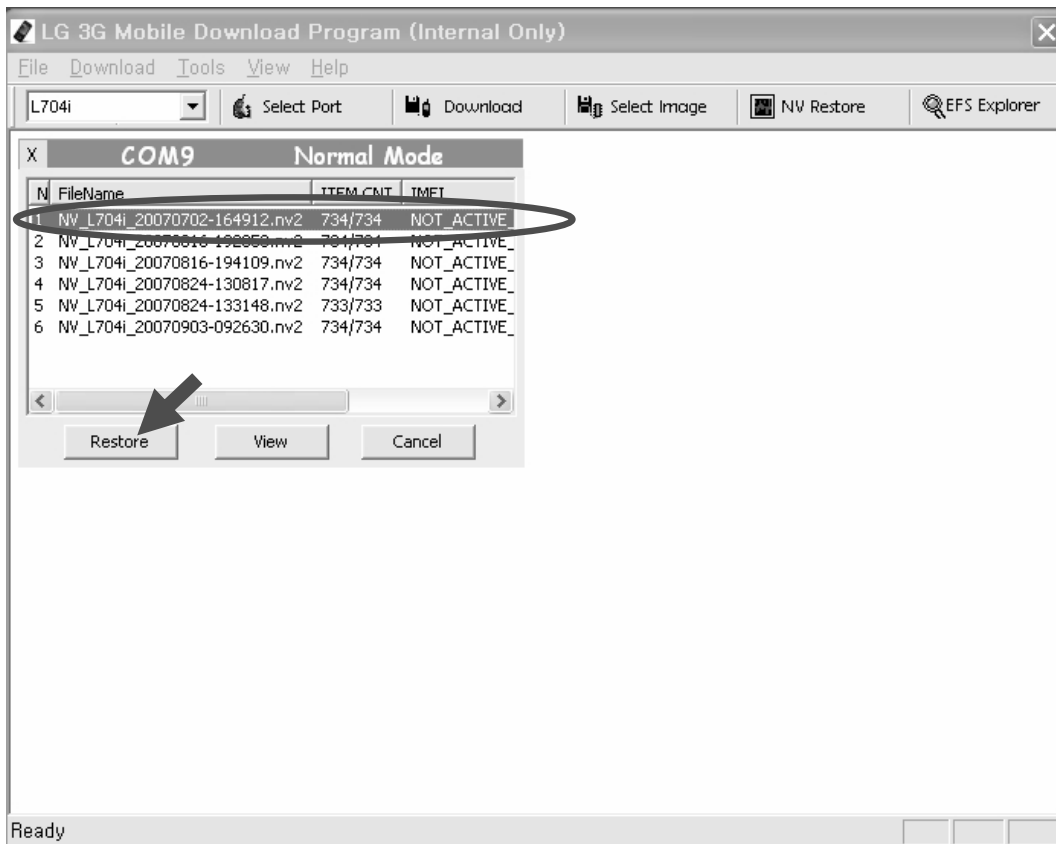 LG 3G Mobile Download Program (Internal Only)
File Download Tools View Help
L704i Select Port Download Select Image NV Restore EFS Explorer
X COM9 Normal Mode
N FileName ITEM CNT IMEI
1 NV_L704i_20070702-164912.nv2 734/734 NOT_ACTIVE_
2 NV_L704i_20070816-192858.nv2 734/734 NOT_ACTIVE_
3 NV_L704i_20070816-194109.nv2 734/734 NOT_ACTIVE_
4 NV_L704i_20070824-130817.nv2 734/734 NOT_ACTIVE_
5 NV_L704i_20070824-133148.nv2 733/733 NOT_ACTIVE_
6 NV_L704i_20070903-092630.nv2 734/734 NOT_ACTIVE_
Restore View Cancel
Ready